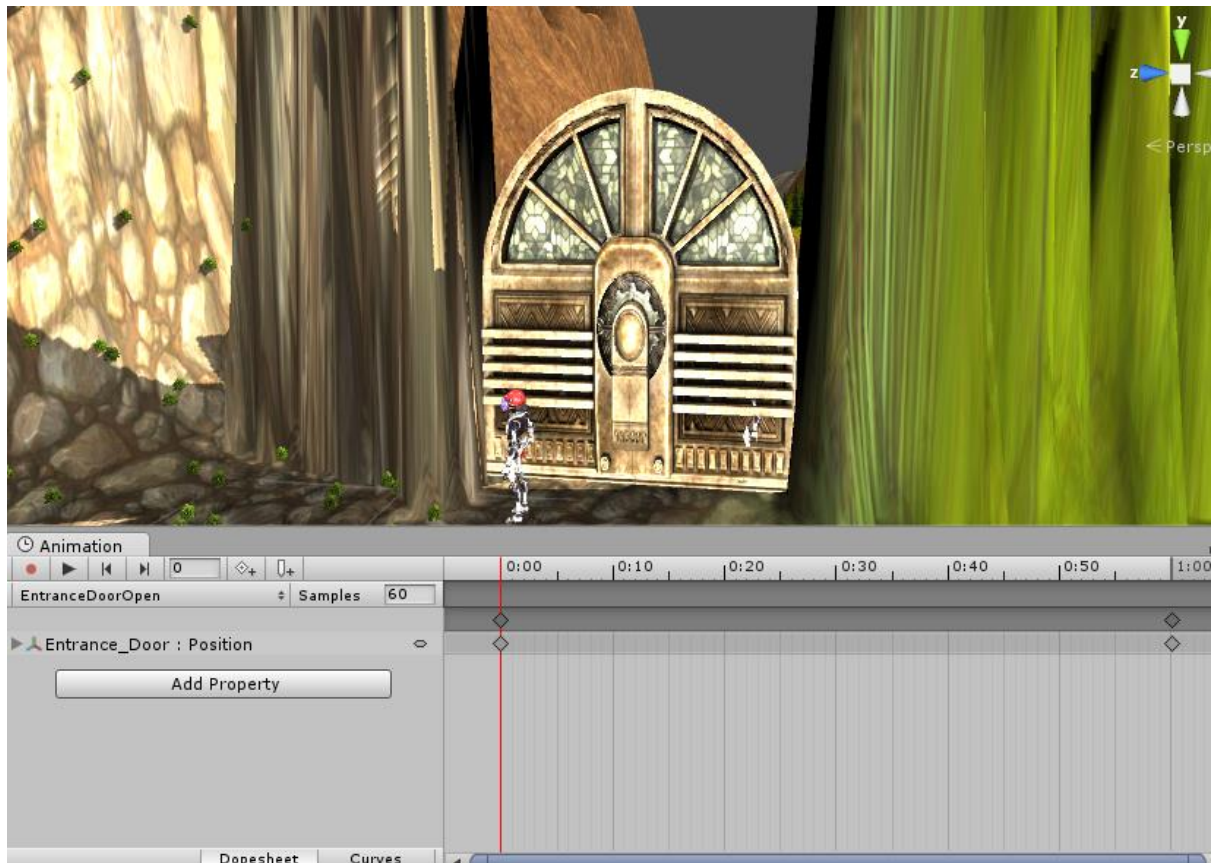 y
z
Persp
Animation
0
0:00 0:10 0:20 0:30 0:40 0:50 1:00
EntranceDoorOpen Samples 60
Entrance_Door : Position
Add Property
Dopesheet Curves